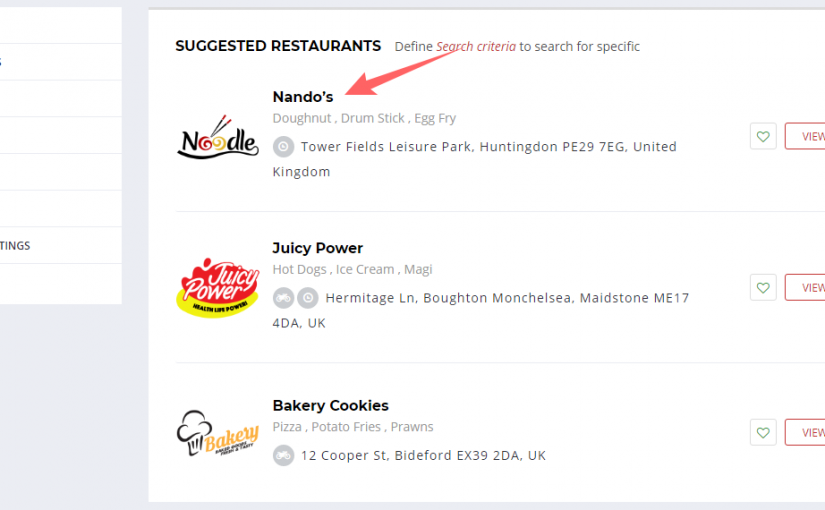 SUGGESTED RESTAURANTS Define Search criteria to search for specific
Nando’s
Noodle
Doughnut , Drum Stick , Egg Fry
Tower Fields Leisure Park, Huntingdon PE29 7EG, United
Kingdom
VIEW
TINGS
Juicy Power
Juicy
Power
HEALTH LIFE POWERS
Hot Dogs , Ice Cream , Magi
Hermitage Ln, Boughton Monchelsea, Maidstone ME17
4DA, UK
VIEW
Bakery Cookies
Bakery
Pizza , Potato Fries , Prawns
12 Cooper St, Bideford EX39 2DA, UK
VIEW